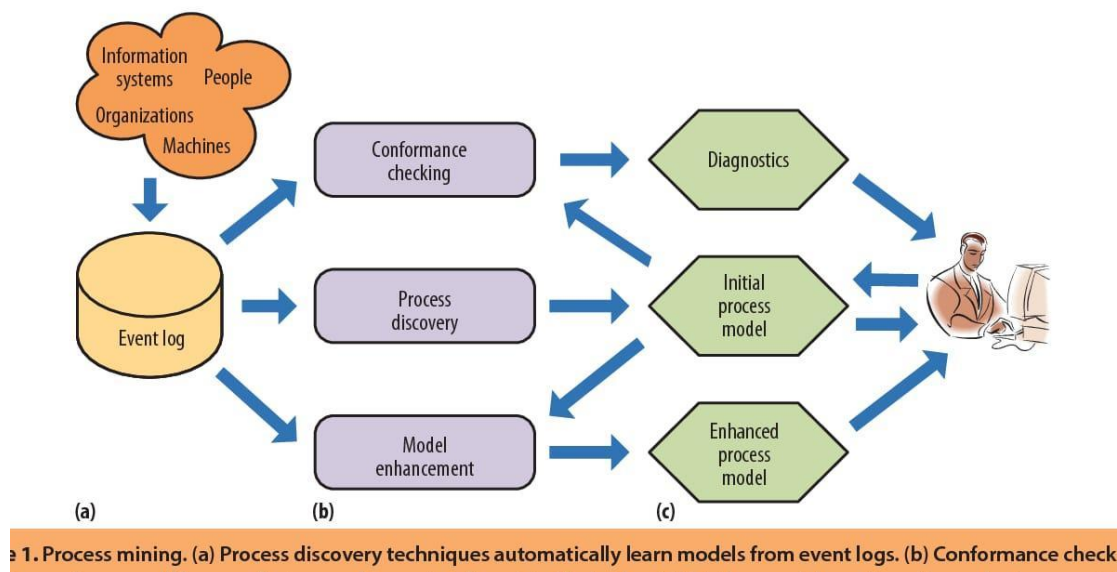 Information
systems
People
Organizations
Machines
Event log
Conformance
checking
Process
discovery
Model
enhancement
Diagnostics
Initial
process
model
Enhanced
process
model
(a)
(b)
(c)
e 1. Process mining. (a) Process discovery techniques automatically learn models from event logs. (b) Conformance check